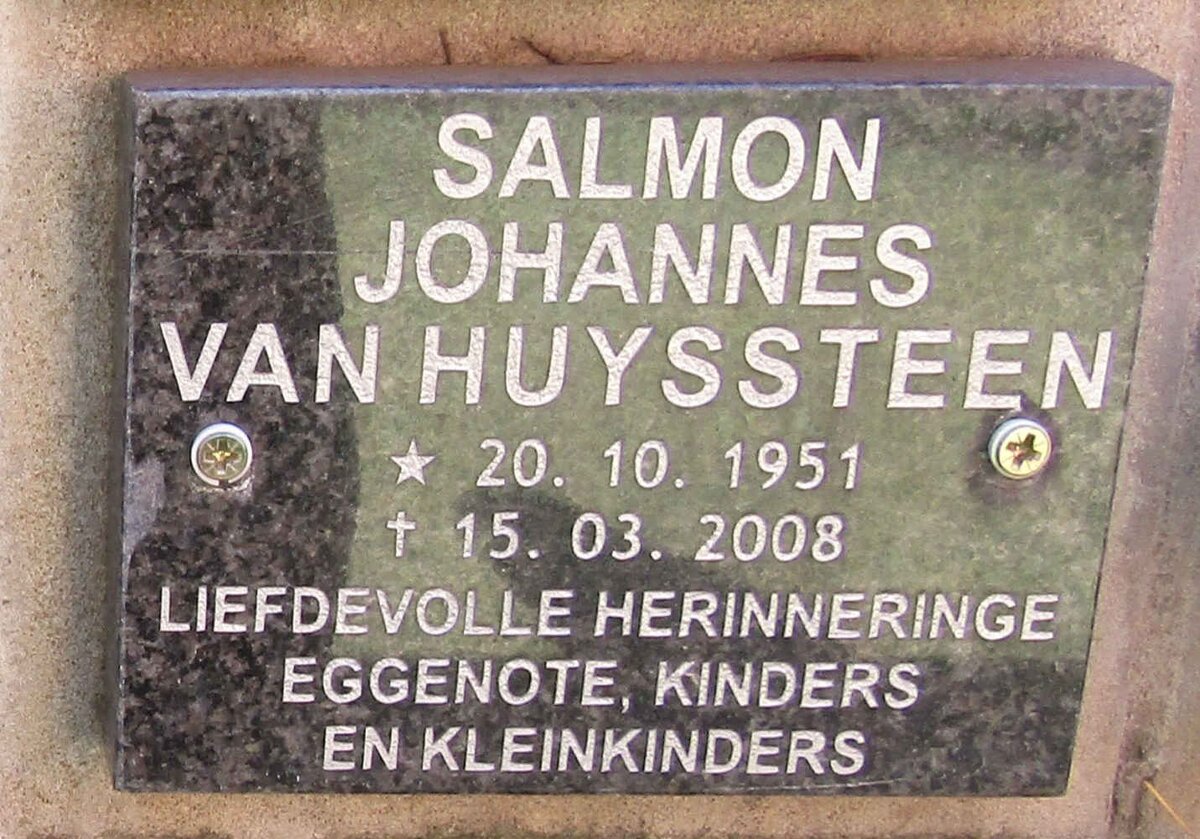 SALMON
JOHANNES
VAN HUYSSTEEN
★ 20. 10. 1951
✝ 15. 03. 2008
LIEFDEVOLLE HERINNERINGE
EGGENOTE, KINDERS
EN KLEINKINDERS